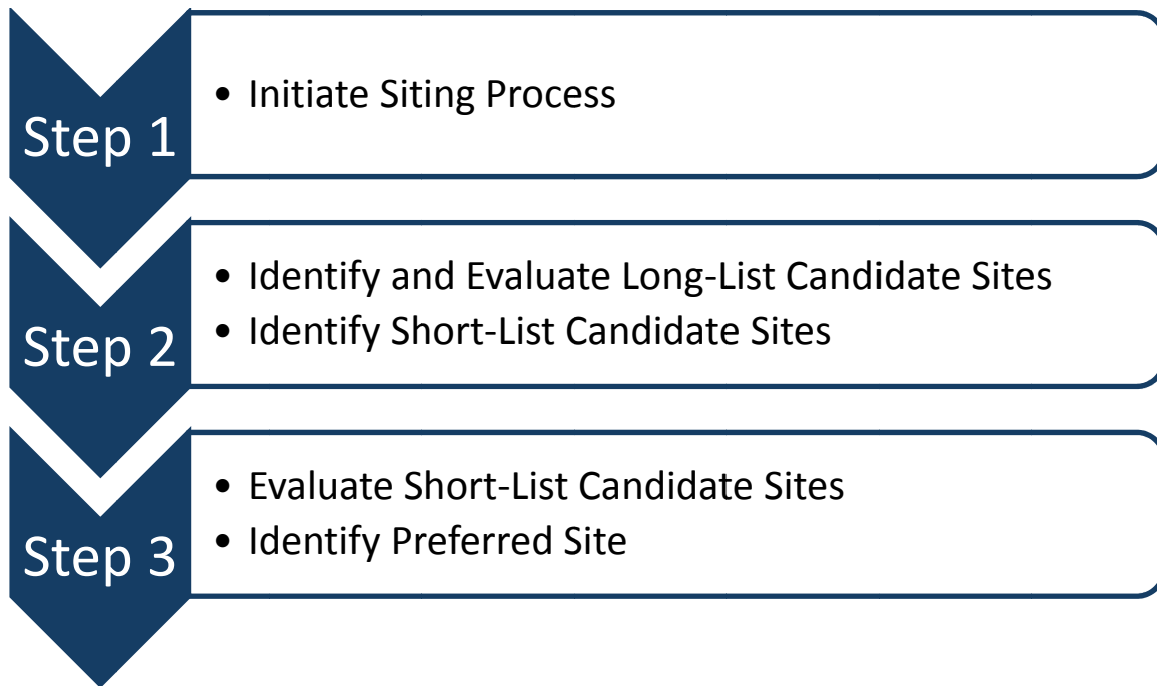 Step 1
• Initiate Siting Process
Step 2
• Identify and Evaluate Long-List Candidate Sites
• Identify Short-List Candidate Sites
Step 3
• Evaluate Short-List Candidate Sites
• Identify Preferred Site